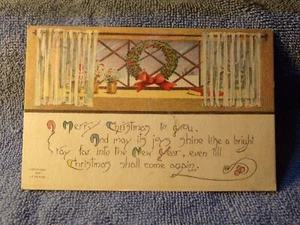 A Merry Christmas to you,
And may its joys shine like a bright
ray far into the New Year, even till
Christmas shall come again.